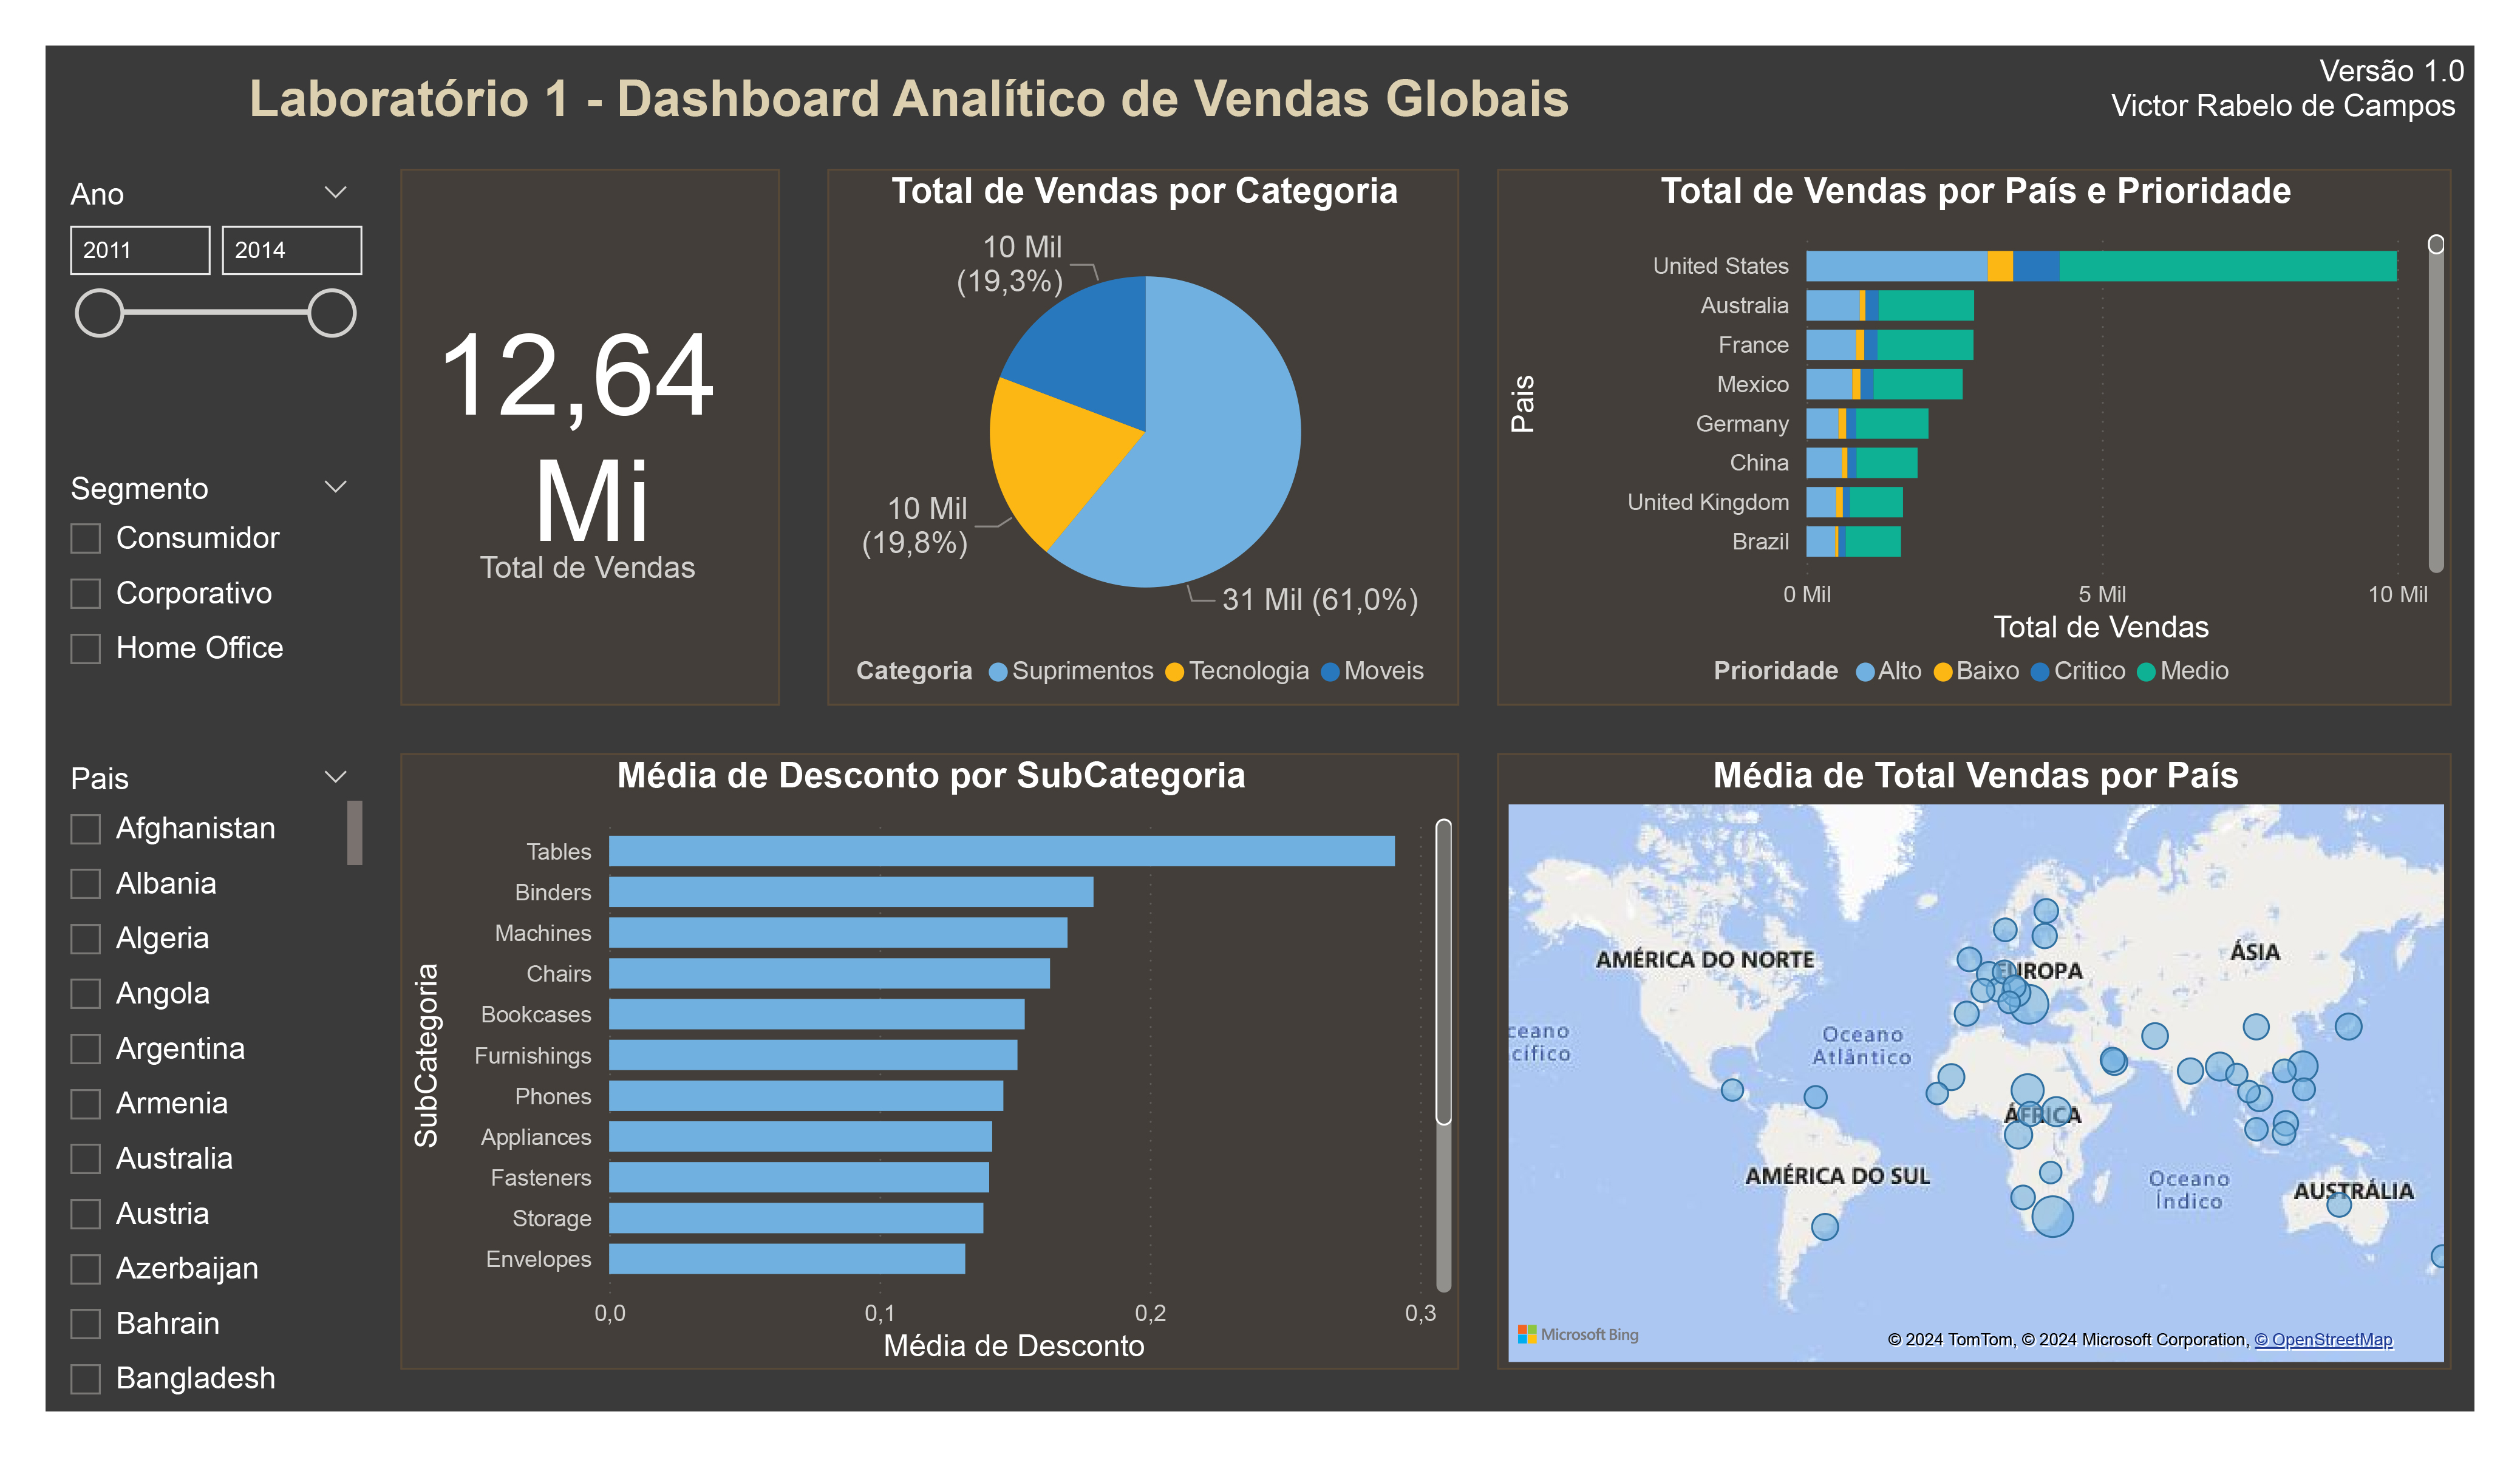 Laboratório 1 - Dashboard Analítico de Vendas Globais
Versão 1.0
Victor Rabelo de Campos
Ano
2011
2014
Segmento
Consumidor
Corporativo
Home Office
Pais
Afghanistan
Albania
Algeria
Angola
Argentina
Armenia
Australia
Austria
Azerbaijan
Bahrain
Bangladesh
12,64
Mi
Total de Vendas
Total de Vendas por Categoria
10 Mil
(19,3%)
10 Mil
(19,8%)
31 Mil (61,0%)
Categoria Suprimentos Tecnologia Moveis
Total de Vendas por País e Prioridade
Pais
United States
Australia
France
Mexico
Germany
China
United Kingdom
Brazil
0 Mil 5 Mil 10 Mil
Total de Vendas
Prioridade Alto Baixo Critico Medio
Média de Desconto por SubCategoria
SubCategoria
Tables
Binders
Machines
Chairs
Bookcases
Furnishings
Phones
Appliances
Fasteners
Storage
Envelopes
0,0 0,1 0,2 0,3
Média de Desconto
Média de Total Vendas por País
AMÉRICA DO NORTE
EUROPA
ÁSIA
ceano
cífico
Oceano
Atlântico
ÁFRICA
AMÉRICA DO SUL
Oceano
Índico
AUSTRÁLIA
Microsoft Bing
© 2024 TomTom, © 2024 Microsoft Corporation, © OpenStreetMap